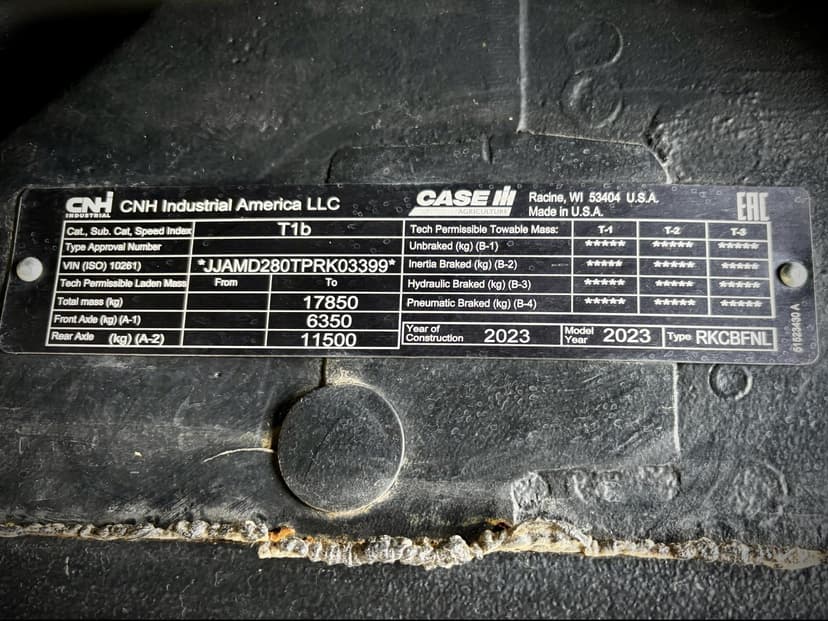 CNH INDUSTRIAL CNH Industrial America LLC
CASE IH AGRICULTURE Racine, WI 53404 U.S.A.
Made in U.S.A.
EAC
Cat., Sub. Cat, Speed Index T1b
Type Approval Number
VIN (ISO) 10261) *JJAMD280TPRK03399*
Tech Permissible Laden Mass From To
Total mass (kg) 17850
Front Axle (kg) (A-1) 6350
Rear Axle (kg) (A-2) 11500
Tech Permissible Towable Mass: T-1 T-2 T-3
Unbraked (kg) (B-1) ***** ***** *****
Inertia Braked (kg) (B-2) ***** ***** *****
Hydraulic Braked (kg) (B-3) ***** ***** *****
Pneumatic Braked (kg) (B-4) ***** ***** *****
Year of Construction 2023 Model Year 2023 Type RKCBFNL
51523430 A